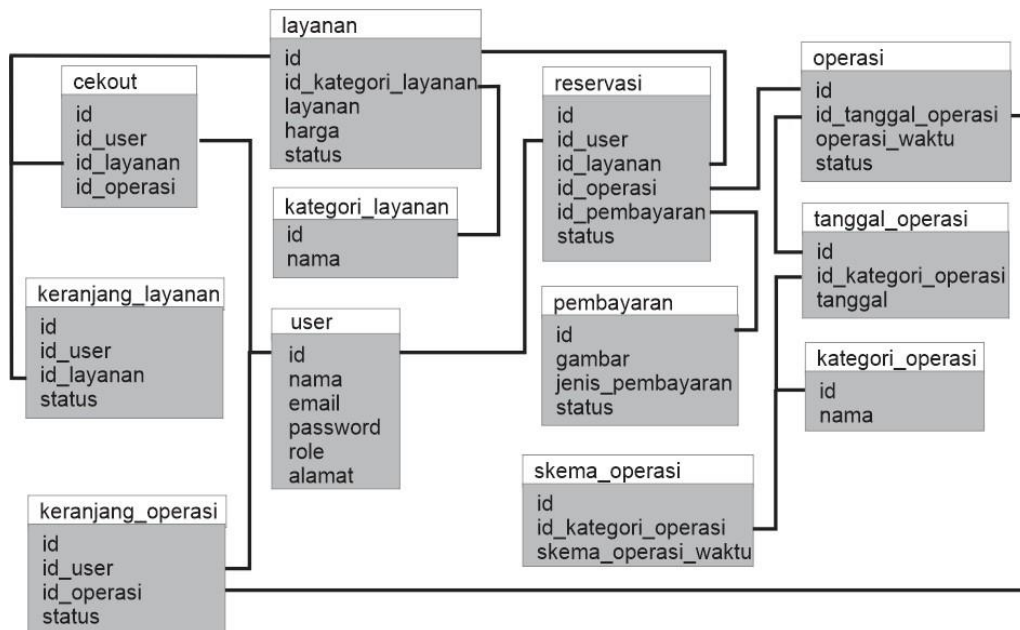 layanan
id
id_kategori_layanan
layanan
harga
status
cekout
id
id_user
id_layanan
id_operasi
reservasi
id
id_user
id_layanan
id_operasi
id_pembayaran
status
operasi
id
id_tanggal_operasi
operasi_waktu
status
kategori_layanan
id
nama
tanggal_operasi
id
id_kategori_operasi
tanggal
keranjang_layanan
id
id_user
id_layanan
status
user
id
nama
email
password
role
alamat
pembayaran
id
gambar
jenis_pembayaran
status
kategori_operasi
id
nama
skema_operasi
id
id_kategori_operasi
skema_operasi_waktu
keranjang_operasi
id
id_user
id_operasi
status